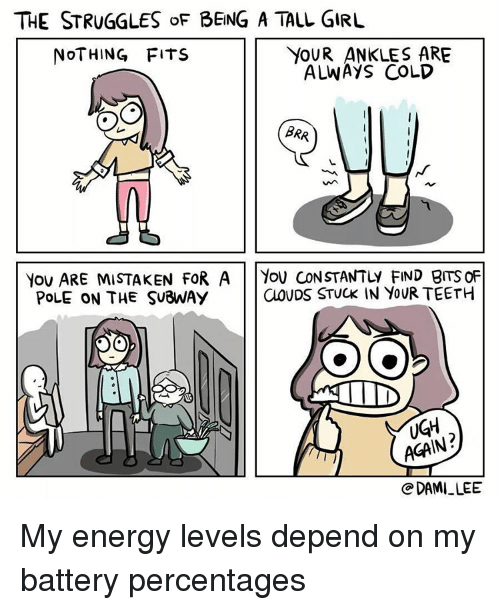 THE STRUGGLES OF BEING A TALL GIRL
NOTHING FITS
YOUR ANKLES ARE
ALWAYS COLD
BRR
YOU ARE MISTAKEN FOR A
POLE ON THE SUBWAY
YOU CONSTANTLY FIND BITS OF
CLOUDS STUCK IN YOUR TEETH
UGH
AGAIN?
@DAMI_LEE
My energy levels depend on my
battery percentages